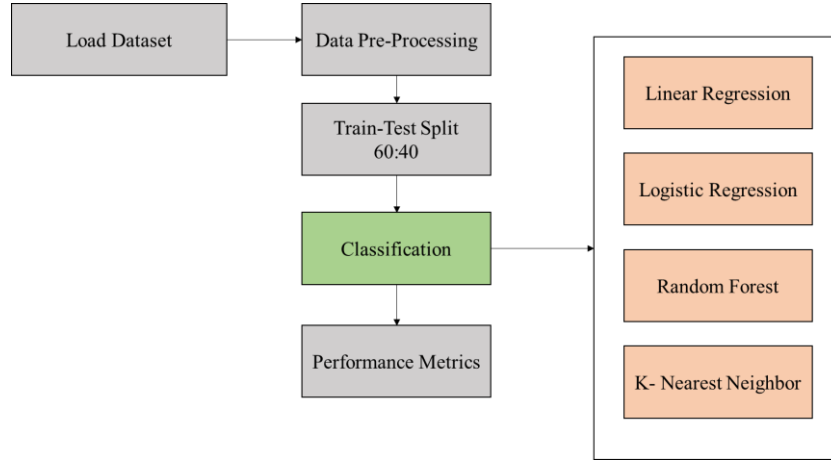 Load Dataset
Data Pre-Processing
Train-Test Split
60:40
Classification
Performance Metrics
Linear Regression
Logistic Regression
Random Forest
K- Nearest Neighbor